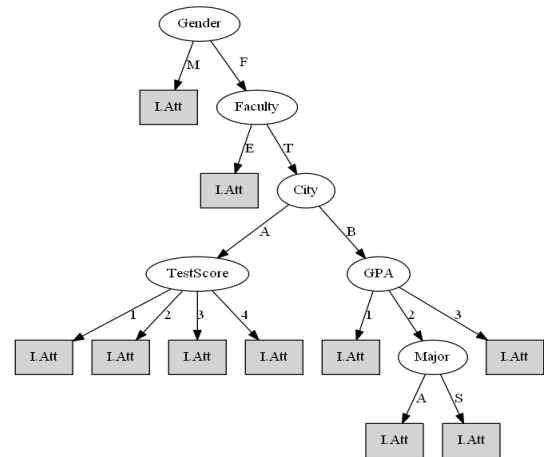 Gender
M F
I.Att Faculty
E T
I.Att City
A B
TestScore GPA
1 2 3 4 1 2 3
I.Att I.Att I.Att I.Att I.Att Major I.Att
A S
I.Att I.Att